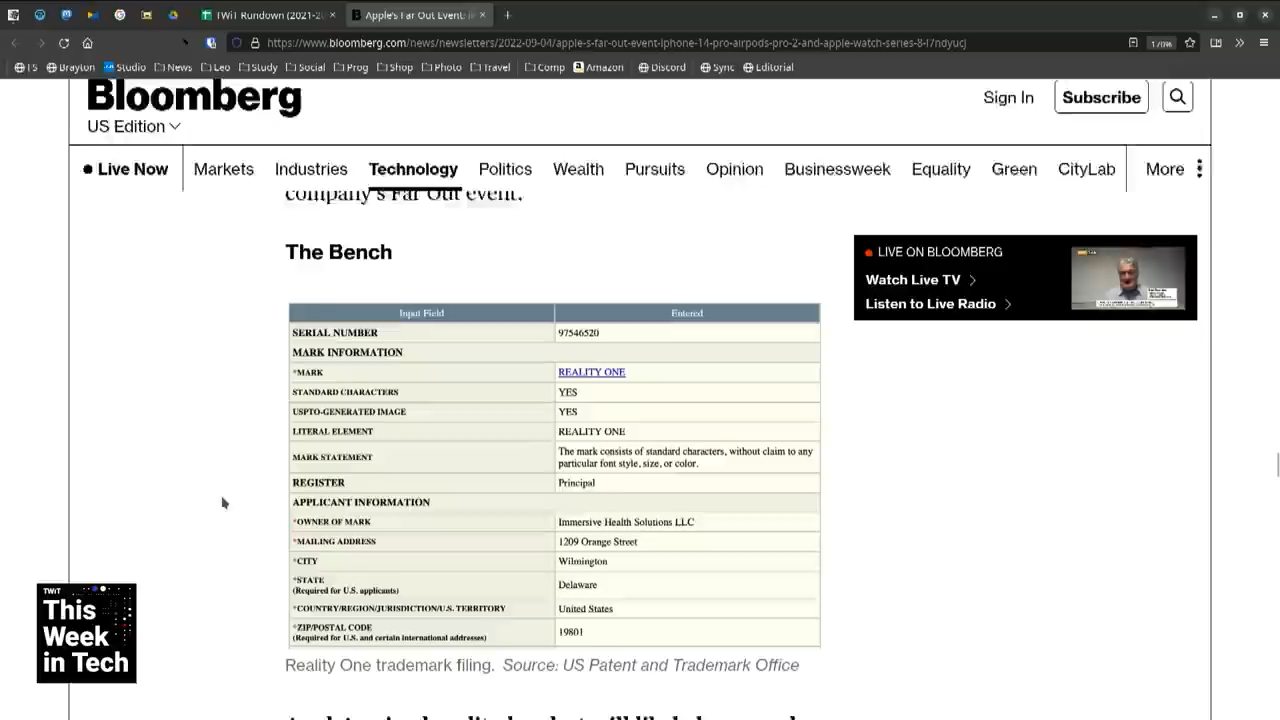 TWiT Rundown (2021-2
Apple's Far Out Event: i
https://www.bloomberg.com/news/newsletters/2022-09-04/apple-s-far-out-event-iphone-14-pro-airpods-pro-2-and-apple-watch-series-8-l7ndyucj
170%
TS Brayton Studio News Leo Study Social Prog Shop Photo Travel Comp Amazon Discord Sync Editorial
Bloomberg
US Edition
Sign In
Subscribe
Live Now Markets Industries Technology Politics Wealth Pursuits Opinion Businessweek Equality Green CityLab More
company's Far Out event,
The Bench
LIVE ON BLOOMBERG
Watch Live TV
Listen to Live Radio
Input Field Entered
SERIAL NUMBER 97546520
MARK INFORMATION
*MARK REALITY ONE
STANDARD CHARACTERS YES
USPTO-GENERATED IMAGE YES
LITERAL ELEMENT REALITY ONE
MARK STATEMENT The mark consists of standard characters, without claim to any
particular font style, size, or color.
REGISTER Principal
APPLICANT INFORMATION
*OWNER OF MARK Immersive Health Solutions LLC
*MAILING ADDRESS 1209 Orange Street
*CITY Wilmington
*STATE
(Required for U.S. applicants) Delaware
*COUNTRY/REGION/JURISDICTION/U.S. TERRITORY United States
*ZIP/POSTAL CODE
(Required for U.S. and certain international addresses) 19801
Reality One trademark filing. Source: US Patent and Trademark Office
TWiT
This
Week
in Tech